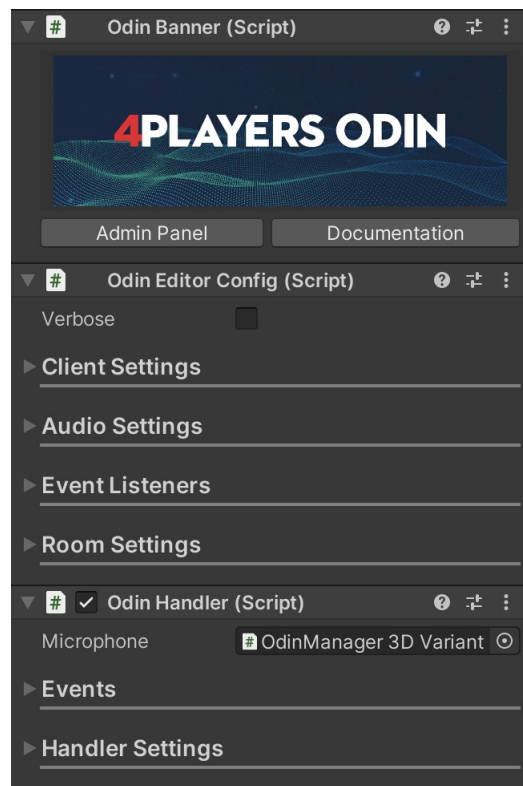 # Odin Banner (Script)
4PLAYERS ODIN
Admin Panel Documentation
# Odin Editor Config (Script)
Verbose
Client Settings
Audio Settings
Event Listeners
Room Settings
# Odin Handler (Script)
Microphone # OdinManager 3D Variant
Events
Handler Settings